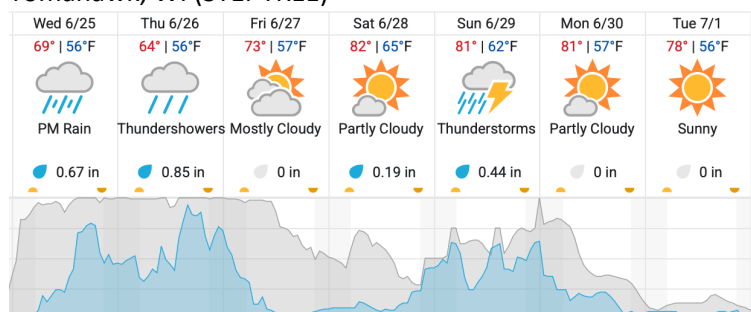 Wed 6/25 Thu 6/26 Fri 6/27 Sat 6/28 Sun 6/29 Mon 6/30 Tue 7/1
69° | 56°F 64° | 56°F 73° | 57°F 82° | 65°F 81° | 62°F 81° | 57°F 78° | 56°F
PM Rain Thundershowers Mostly Cloudy Partly Cloudy Thunderstorms Partly Cloudy Sunny
0.67 in 0.85 in 0 in 0.19 in 0.44 in 0 in 0 in